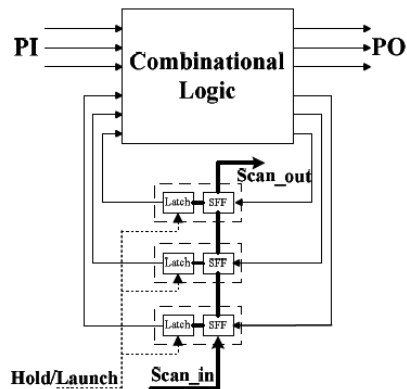 PI
Combinational
Logic
PO
Scan_out
Latch SFF
Latch SFF
Latch SFF
Hold/Launch
Scan_in